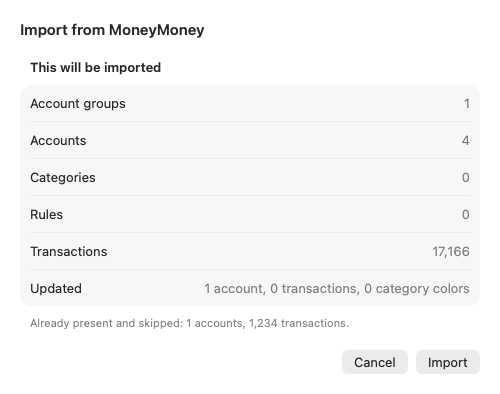 Import from MoneyMoney
This will be imported
Account groups 1
Accounts 4
Categories 0
Rules 0
Transactions 17,166
Updated 1 account, 0 transactions, 0 category colors
Already present and skipped: 1 accounts, 1,234 transactions.
Cancel Import